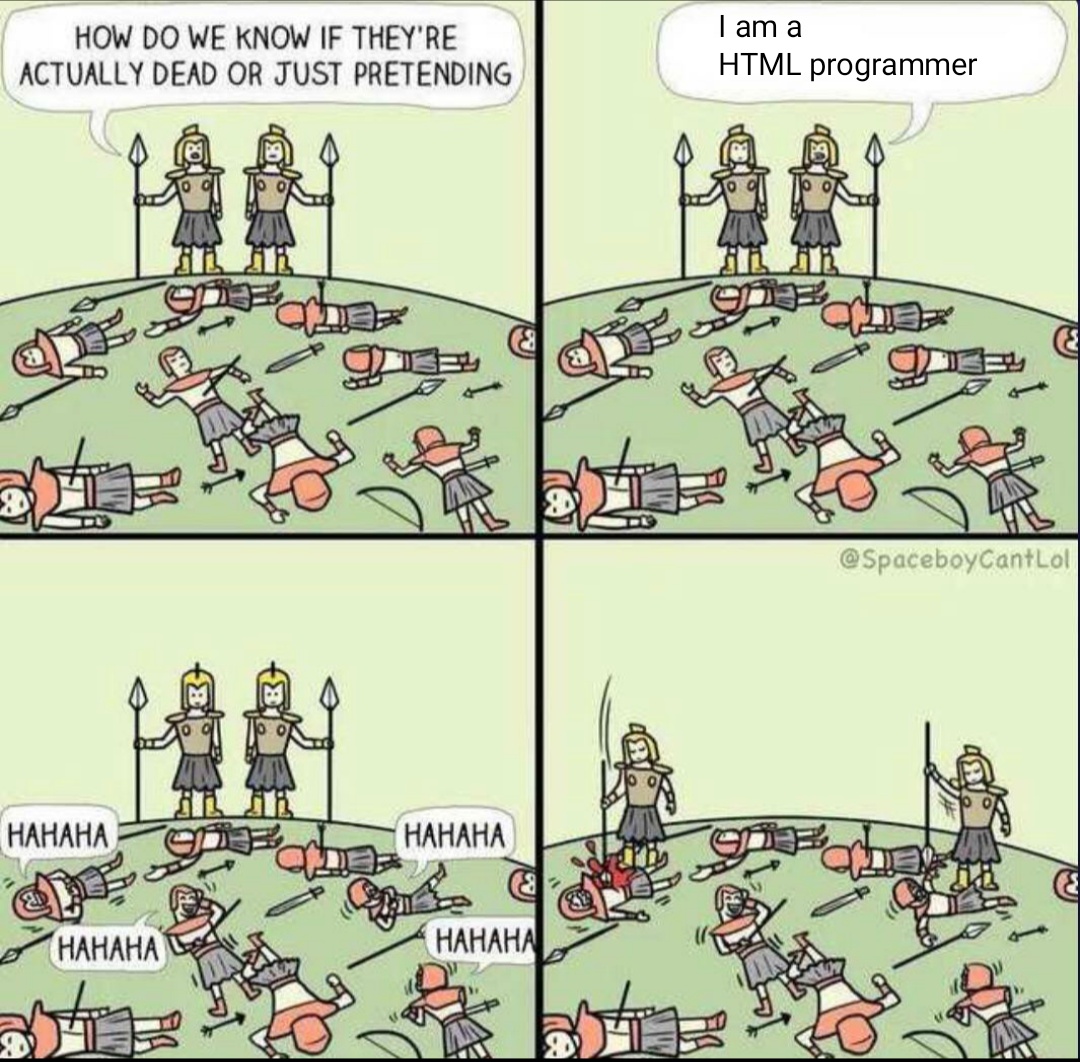 HOW DO WE KNOW IF THEY'RE
ACTUALLY DEAD OR JUST PRETENDING
I am a
HTML programmer
HAHAHA
HAHAHA
HAHAHA
HAHAHA
@SpaceboyCantLol